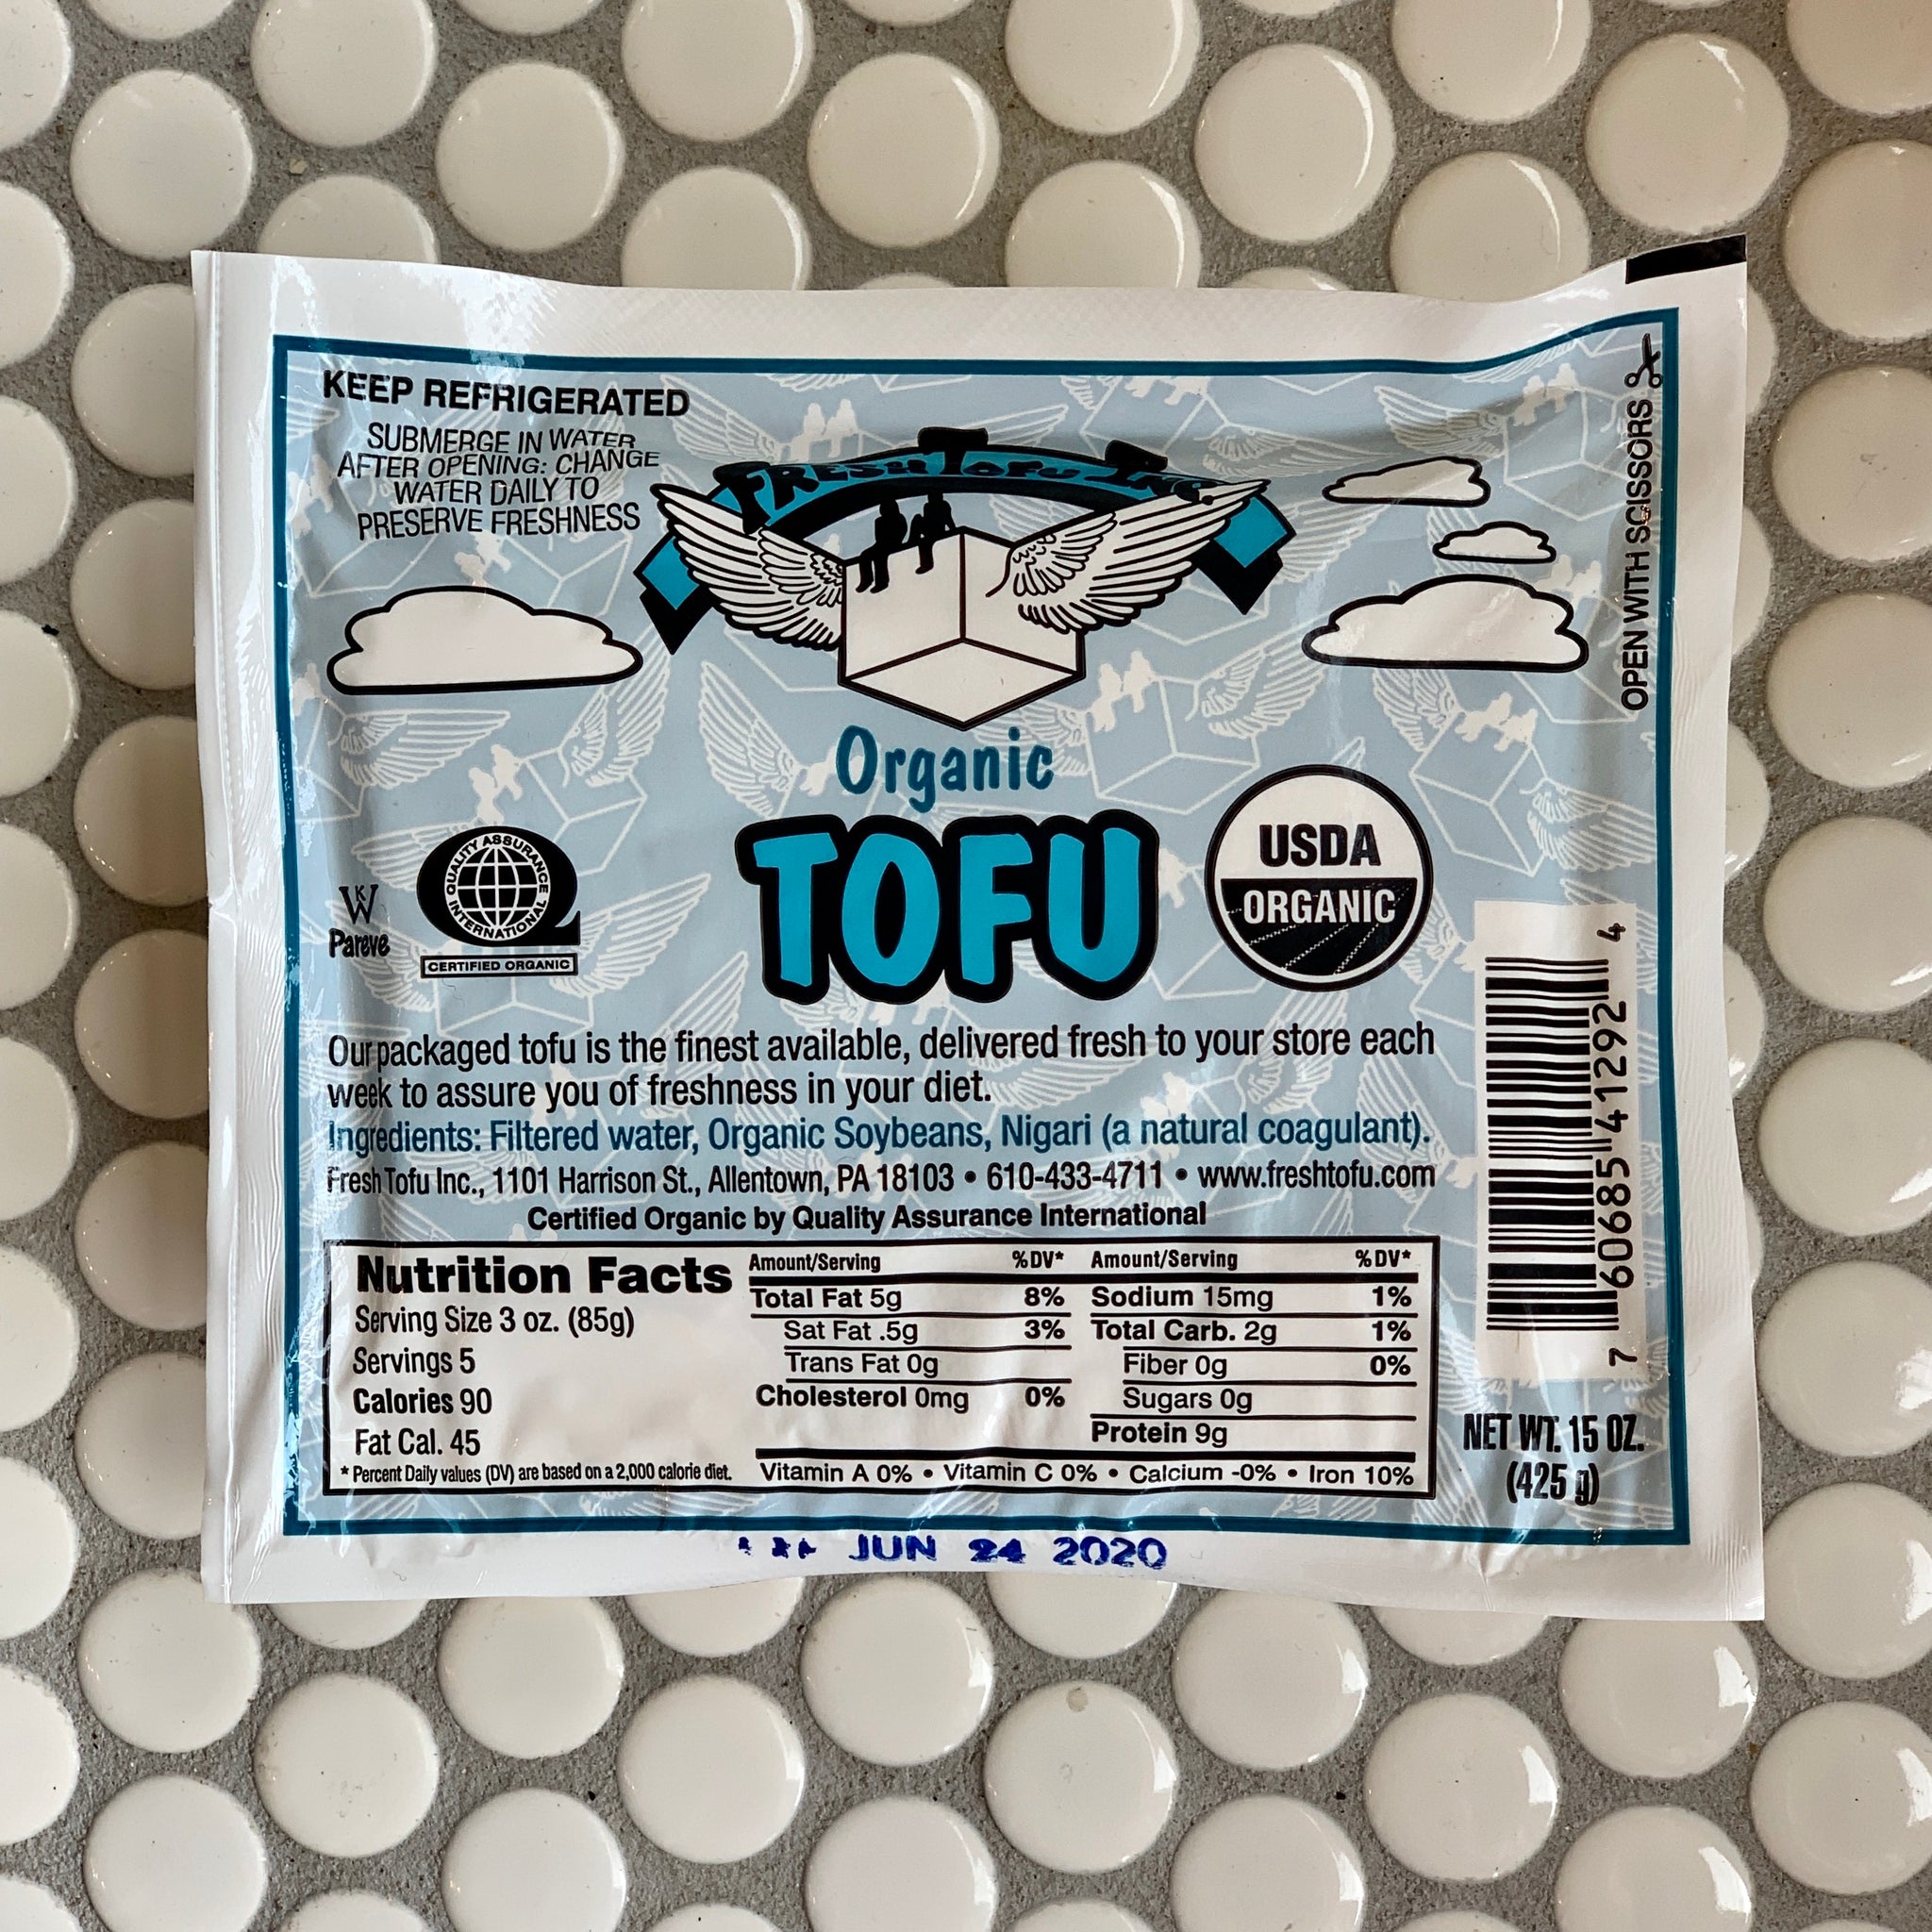 KEEP REFRIGERATED
SUBMERGE IN WATER
AFTER OPENING: CHANGE
WATER DAILY TO
PRESERVE FRESHNESS
FRESH TOFU INC
OPEN WITH SCISSORS
Organic
TOFU
KW
Pareve
QUALITY ASSURANCE
INTERNATIONAL
CERTIFIED ORGANIC
USDA
ORGANIC
Our packaged tofu is the finest available, delivered fresh to your store each
week to assure you of freshness in your diet.
Ingredients: Filtered water, Organic Soybeans, Nigari (a natural coagulant).
Fresh Tofu Inc., 1101 Harrison St., Allentown, PA 18103 • 610-433-4711 • www.freshtofu.com
Certified Organic by Quality Assurance International
Nutrition Facts
Serving Size 3 oz. (85g)
Servings 5
Calories 90
Fat Cal. 45
* Percent Daily values (DV) are based on a 2,000 calorie diet.
Amount/Serving %DV*
Total Fat 5g 8%
Sat Fat .5g 3%
Trans Fat 0g
Cholesterol 0mg 0%
Amount/Serving %DV*
Sodium 15mg 1%
Total Carb. 2g 1%
Fiber 0g 0%
Sugars 0g
Protein 9g
Vitamin A 0% • Vitamin C 0% • Calcium -0% • Iron 10%
7 60685 41292 4
NET WT. 15 OZ.
(425 g)
JUN 24 2020